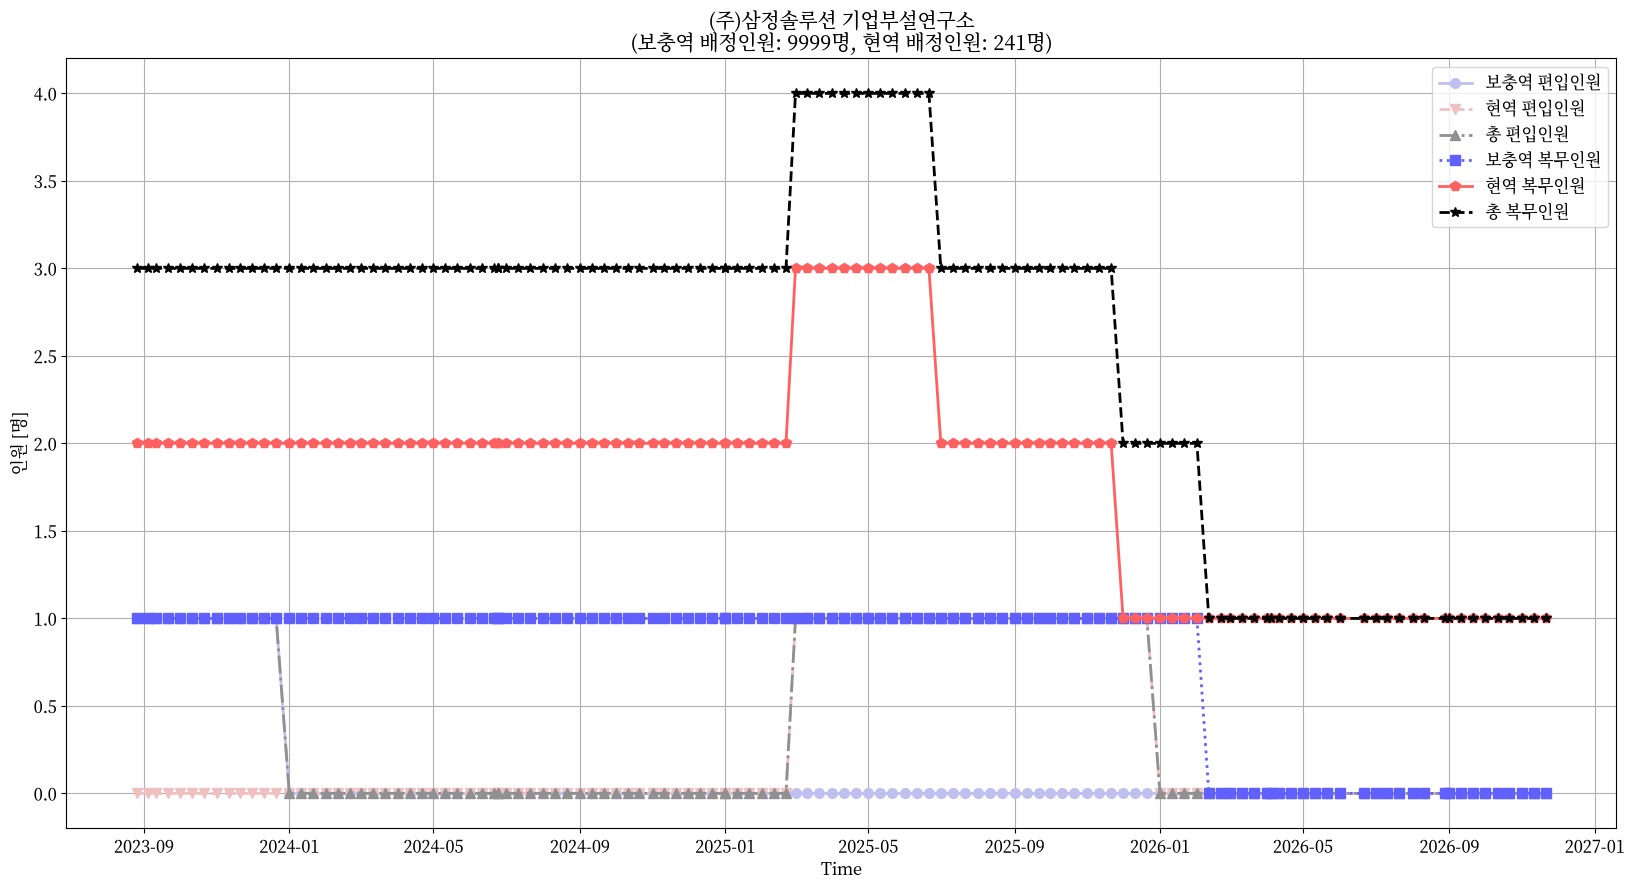 (주)삼정솔루션 기업부설연구소
(보충역 배정인원: 9999명, 현역 배정인원: 241명)
보충역 편입인원
현역 편입인원
총 편입인원
보충역 복무인원
현역 복무인원
총 복무인원
인원 [명]
4.0
3.5
3.0
2.5
2.0
1.5
1.0
0.5
0.0
2023-09
2024-01
2024-05
2024-09
2025-01
2025-05
2025-09
2026-01
2026-05
2026-09
2027-01
Time